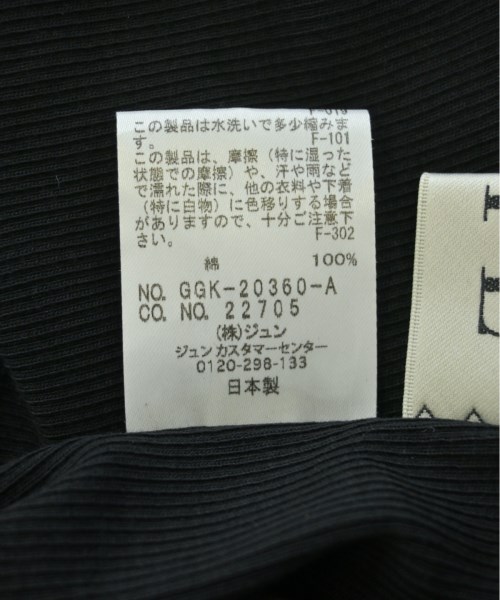 F-019
この製品は水洗いで多少縮みま
す。 F-101
この製品は、摩擦（特に湿った
状態での摩擦）や、汗や雨など
で濡れた際に、他の衣料や下着
（特に白物）に色移りする場合
がありますので、十分ご注意下
さい。 F-302
綿 100%
NO. GGK-20360-A
CO. NO. 22705
(株)ジュン
ジュン カスタマーセンター
0120-298-133
日本製